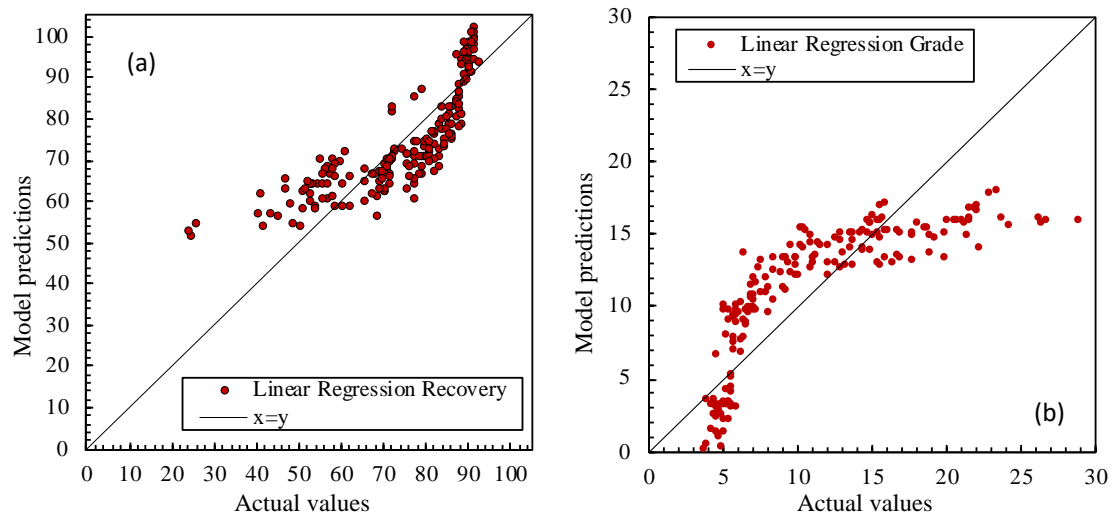 (a)
100
90
80
70
60
50
40
30
20
10
0
Model predictions
Linear Regression Recovery
x=y
0 10 20 30 40 50 60 70 80 90 100
Actual values
30
25
20
15
10
5
0
Model predictions
Linear Regression Grade
x=y
(b)
0 5 10 15 20 25 30
Actual values